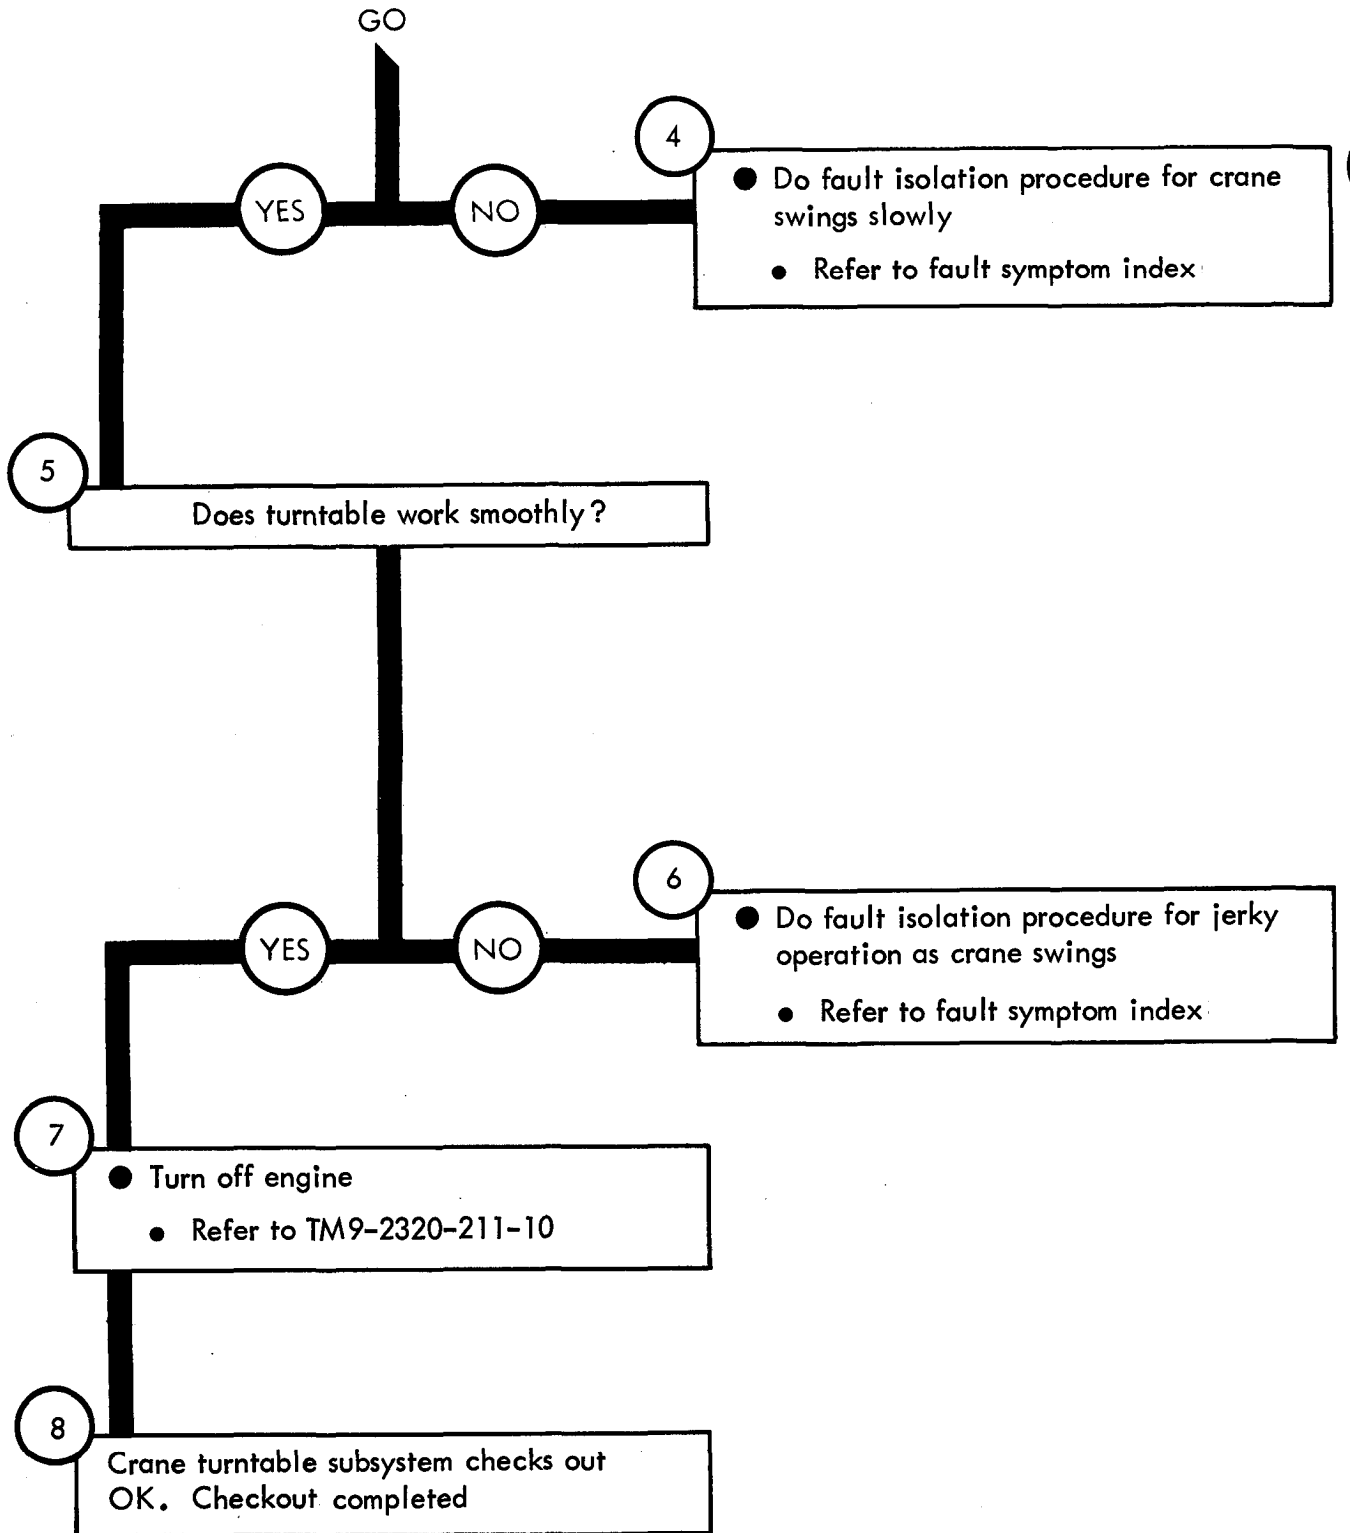 GO
YES
NO
4
● Do fault isolation procedure for crane
swings slowly
● Refer to fault symptom index
5
Does turntable work smoothly?
YES
NO
6
● Do fault isolation procedure for jerky
operation as crane swings
● Refer to fault symptom index
7
● Turn off engine
● Refer to TM9-2320-211-10
8
Crane turntable subsystem checks out
OK. Checkout completed